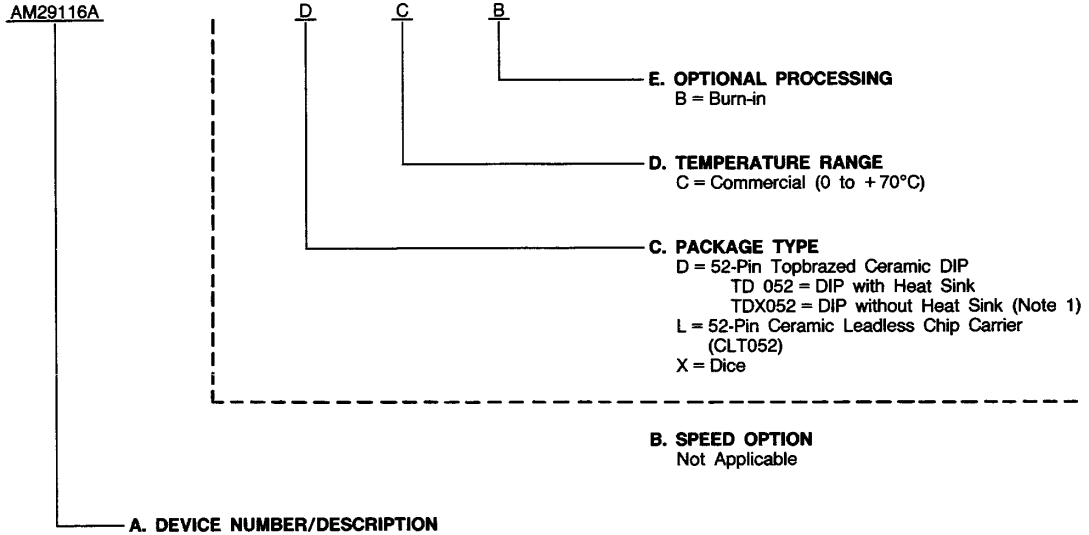 AM29116A D C B
E. OPTIONAL PROCESSING
B = Burn-in
D. TEMPERATURE RANGE
C = Commercial (0 to +70°C)
C. PACKAGE TYPE
D = 52-Pin Topbrazed Ceramic DIP
TD 052 = DIP with Heat Sink
TDX052 = DIP without Heat Sink (Note 1)
L = 52-Pin Ceramic Leadless Chip Carrier
(CLT052)
X = Dice
B. SPEED OPTION
Not Applicable
A. DEVICE NUMBER/DESCRIPTION